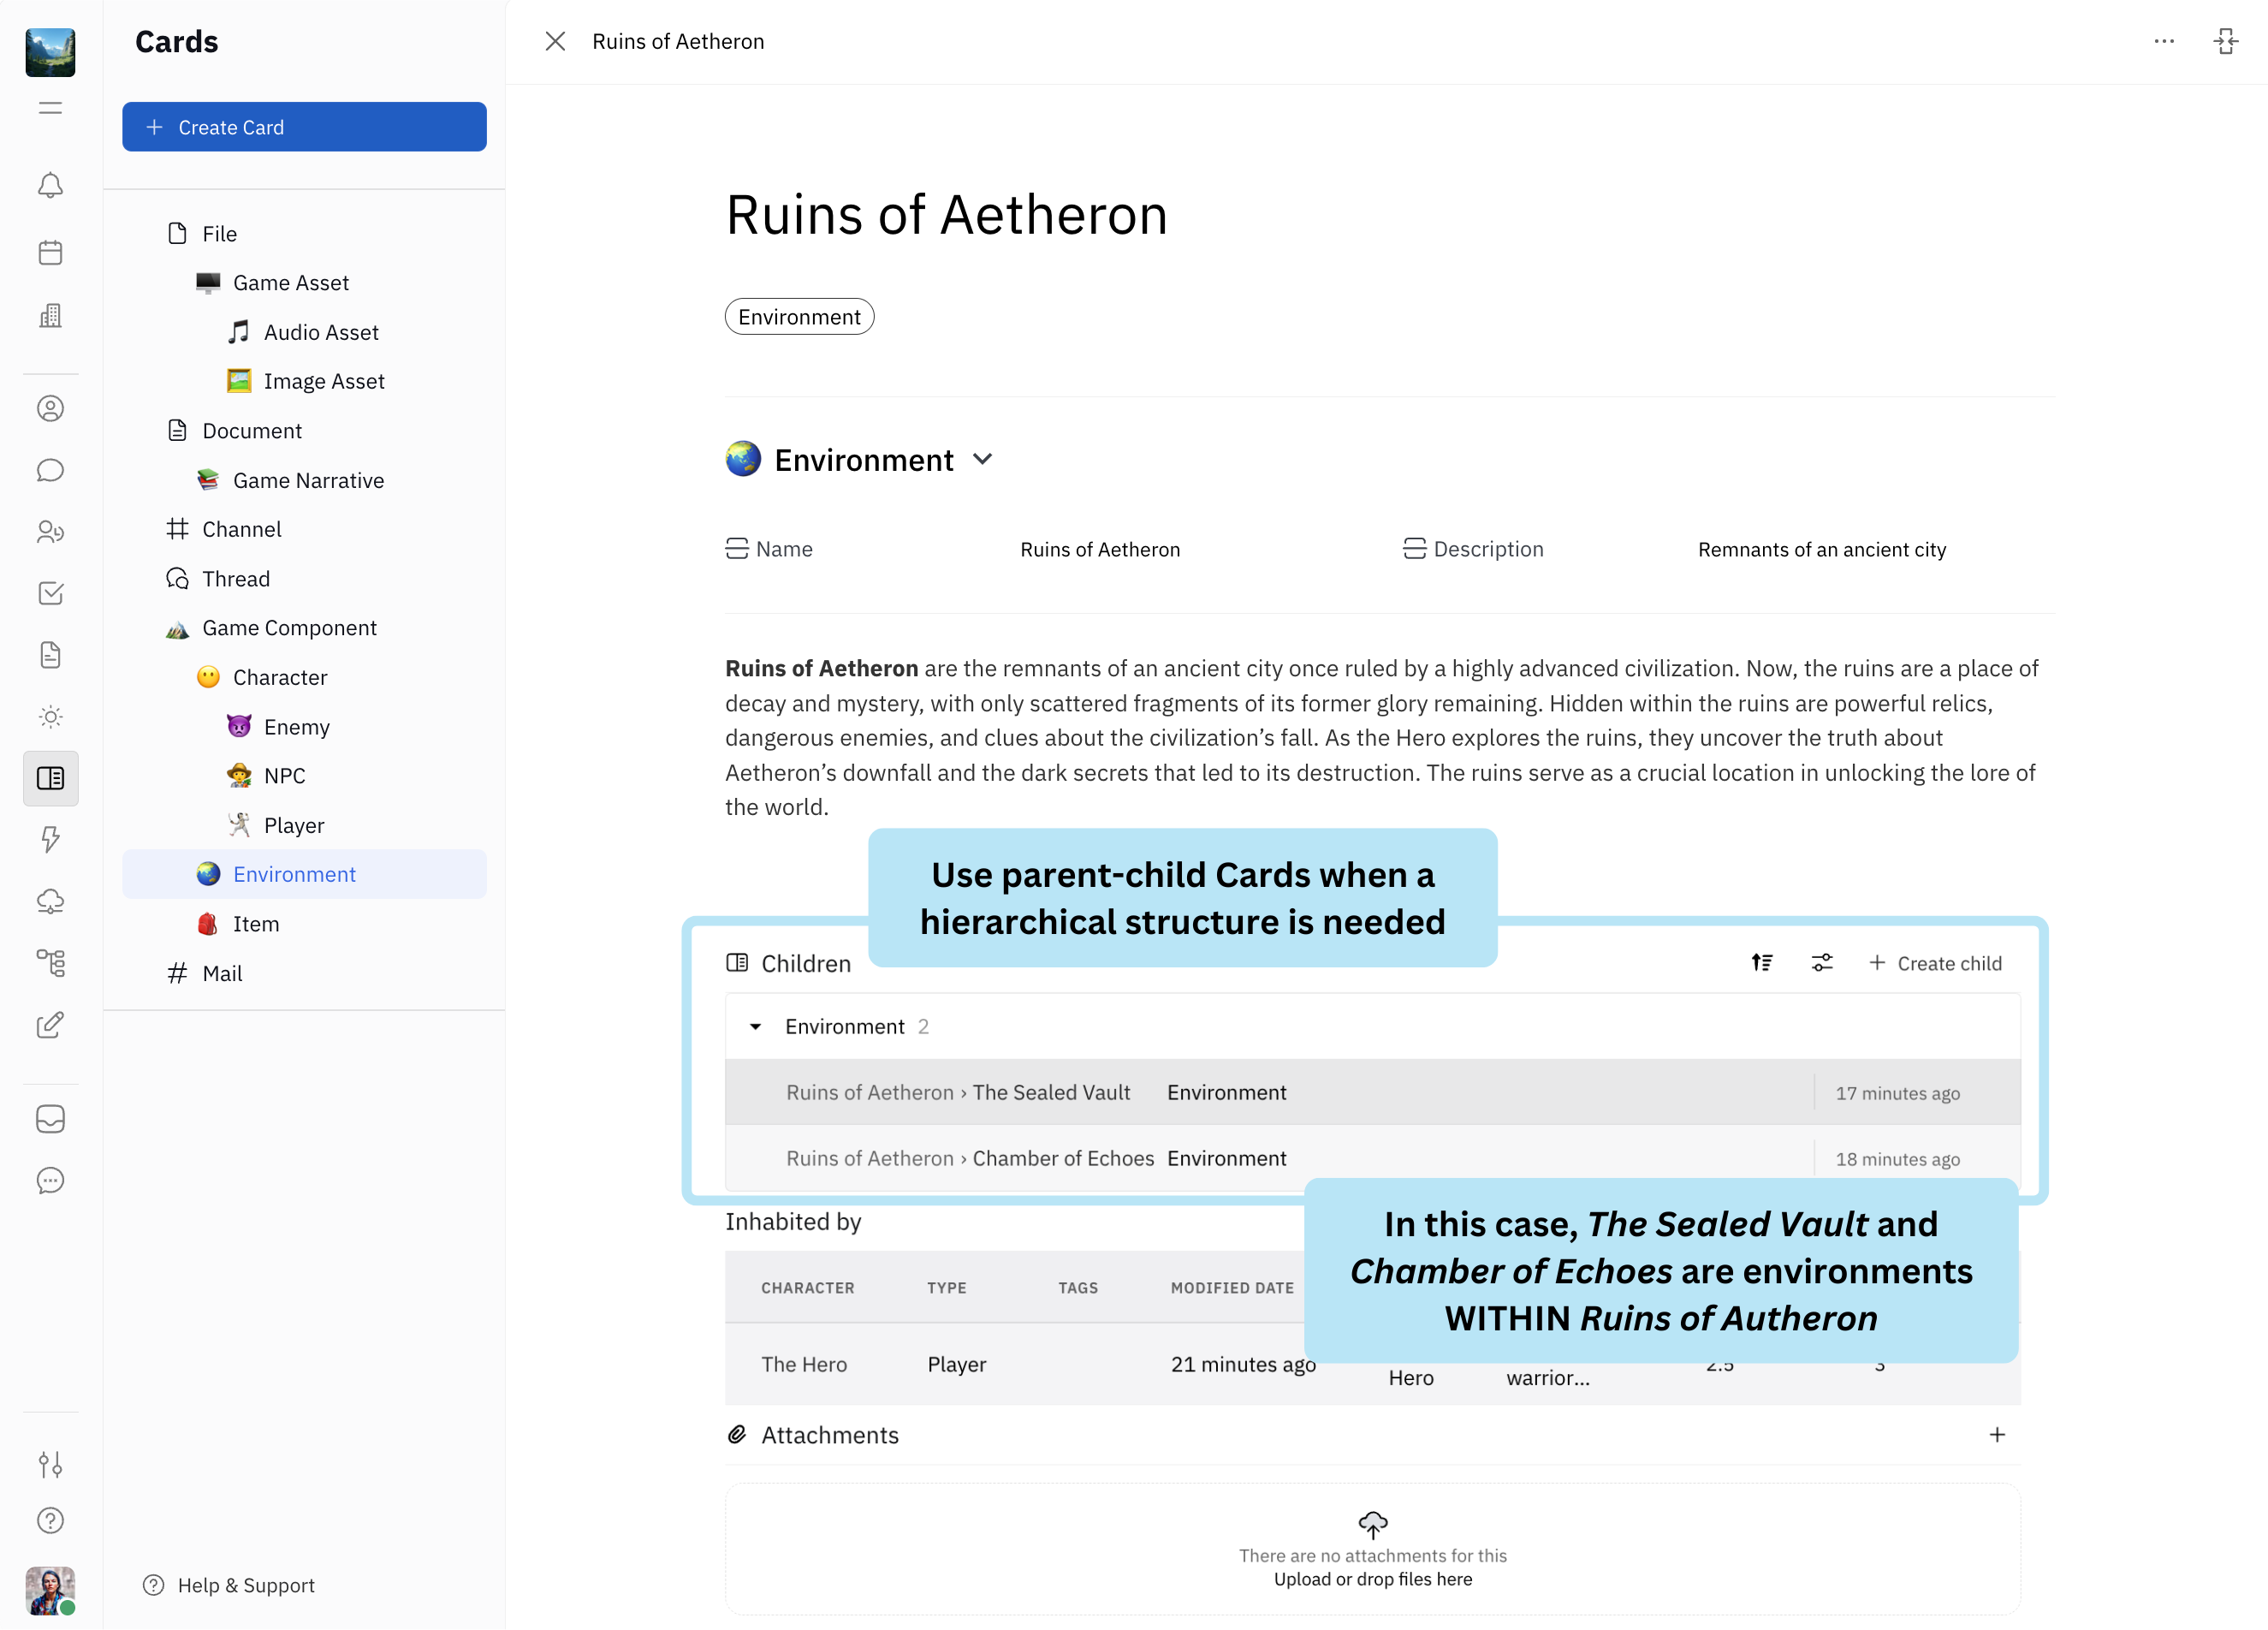 Cards
Create Card
File
Game Asset
Audio Asset
Image Asset
Document
Game Narrative
Channel
Thread
Game Component
Character
Enemy
NPC
Player
Environment
Item
Mail
Help & Support
Ruins of Aetheron
Ruins of Aetheron
Environment
Environment
Name Ruins of Aetheron Description Remnants of an ancient city
Ruins of Aetheron are the remnants of an ancient city once ruled by a highly advanced civilization. Now, the ruins are a place of
decay and mystery, with only scattered fragments of its former glory remaining. Hidden within the ruins are powerful relics,
dangerous enemies, and clues about the civilization’s fall. As the Hero explores the ruins, they uncover the truth about
Aetheron’s downfall and the dark secrets that led to its destruction. The ruins serve as a crucial location in unlocking the lore of
the world.
Use parent-child Cards when a
hierarchical structure is needed
Children
Create child
Environment 2
Ruins of Aetheron › The Sealed Vault Environment 17 minutes ago
Ruins of Aetheron › Chamber of Echoes Environment 18 minutes ago
In this case, The Sealed Vault and
Chamber of Echoes are environments
WITHIN Ruins of Autheron
Inhabited by
CHARACTER TYPE TAGS MODIFIED DATE
The Hero Player 21 minutes ago Hero warrior... 2.5 3
Attachments
There are no attachments for this
Upload or drop files here